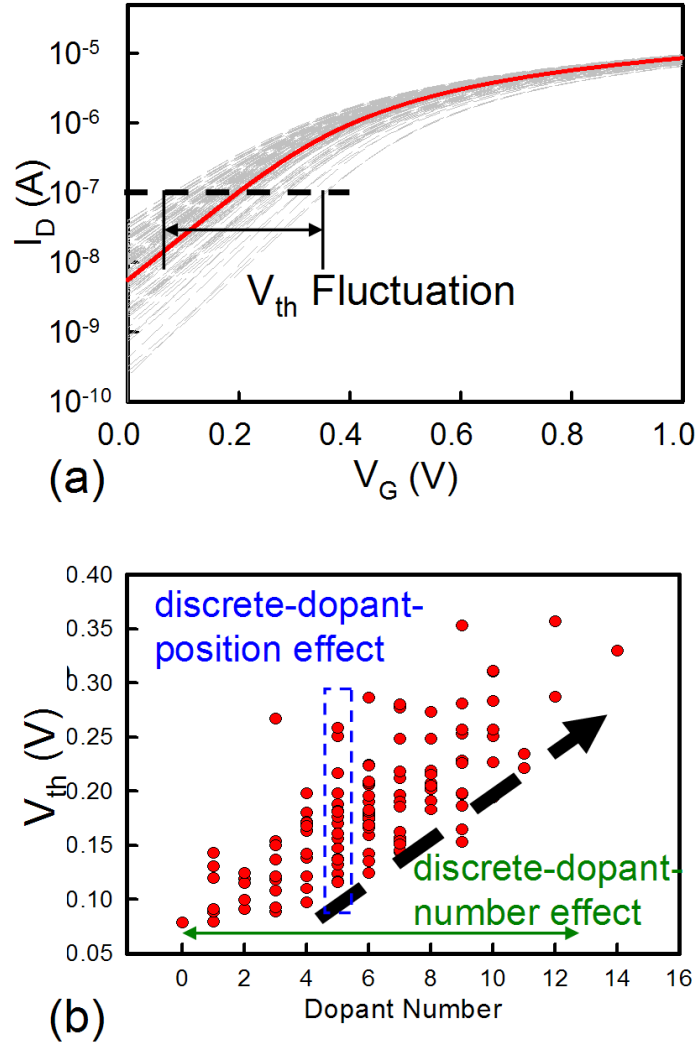 10⁻⁵
10⁻⁶
10⁻⁷
10⁻⁸
10⁻⁹
10⁻¹⁰
I_D (A)
V_th Fluctuation
0.0 0.2 0.4 0.6 0.8 1.0
V_G (V)
(a)
0.40
0.35
0.30
0.25
0.20
0.15
0.10
0.05
V_th (V)
discrete-dopant-
position effect
discrete-dopant-
number effect
0 2 4 6 8 10 12 14 16
Dopant Number
(b)